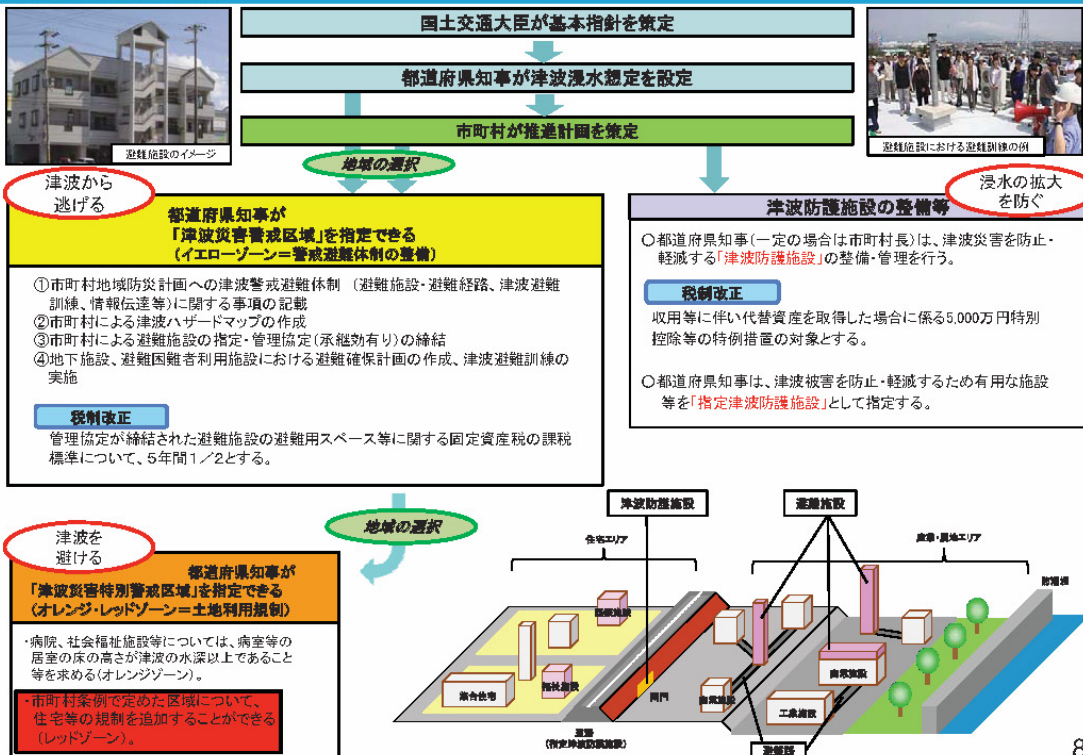 国土交通大臣が基本指針を策定
都道府県知事が津波浸水想定を設定
市町村が推進計画を策定
避難施設のイメージ
避難施設における避難訓練の例
地域の選択
津波から
逃げる
都道府県知事が
「津波災害警戒区域」を指定できる
(イエローゾーン=警戒避難体制の整備)
①市町村地域防災計画への津波警戒避難体制 (避難施設・避難経路、津波避難
訓練、情報伝達等)に関する事項の記載
②市町村による津波ハザードマップの作成
③市町村による避難施設の指定・管理協定(承継効有り)の締結
④地下施設、避難困難者利用施設における避難確保計画の作成、津波避難訓練の
実施
税制改正
管理協定が締結された避難施設の避難用スペース等に関する固定資産税の課税
標準について、5年間1/2とする。
浸水の拡大
を防ぐ
津波防護施設の整備等
○都道府県知事(一定の場合は市町村長)は、津波災害を防止・
軽減する「津波防護施設」の整備・管理を行う。
税制改正
収用等に伴い代替資産を取得した場合に係る5,000万円特別
控除等の特例措置の対象とする。
○都道府県知事は、津波被害を防止・軽減するため有用な施設
等を「指定津波防護施設」として指定する。
地域の選択
津波を
避ける
都道府県知事が
「津波災害特別警戒区域」を指定できる
(オレンジ・レッドゾーン=土地利用規制)
・病院、社会福祉施設等については、病室等の
居室の床の高さが津波の水深以上であること
等を求める(オレンジゾーン)。
・市町村条例で定めた区域について、
住宅等の規制を追加することができる
(レッドゾーン)。
津波防護施設
避難施設
住宅エリア
産業・農地エリア
防潮堤
医療施設
集合住宅
福祉施設
閘門
商業施設
商業施設
工業施設
道路
(指定津波防護施設)
避難路
8